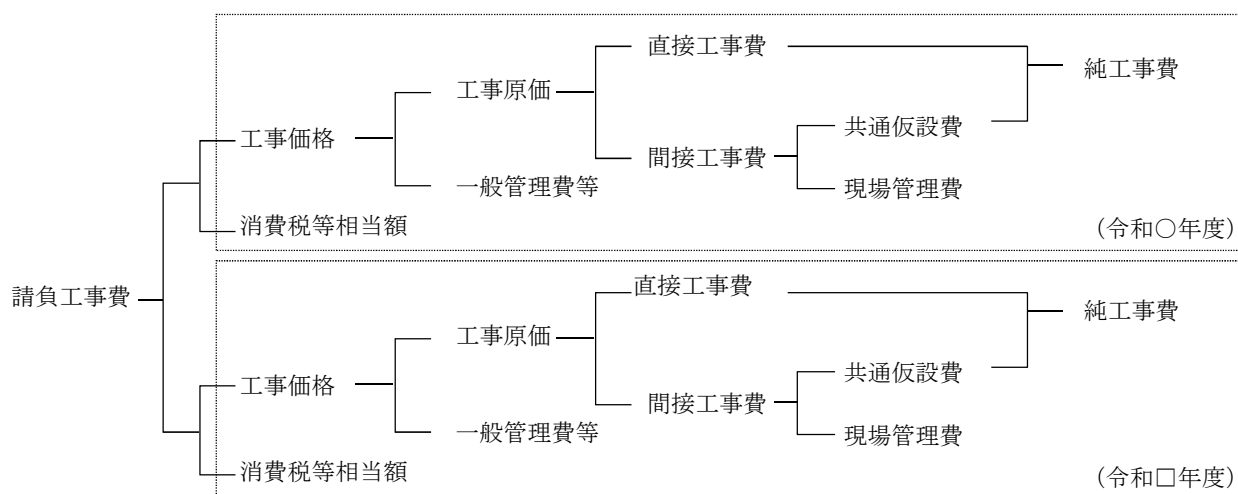 直接工事費
純工事費
工事原価
共通仮設費
工事価格
間接工事費
一般管理費等
現場管理費
消費税等相当額
(令和○年度)
請負工事費
直接工事費
純工事費
工事原価
共通仮設費
工事価格
間接工事費
一般管理費等
現場管理費
消費税等相当額
(令和□年度)